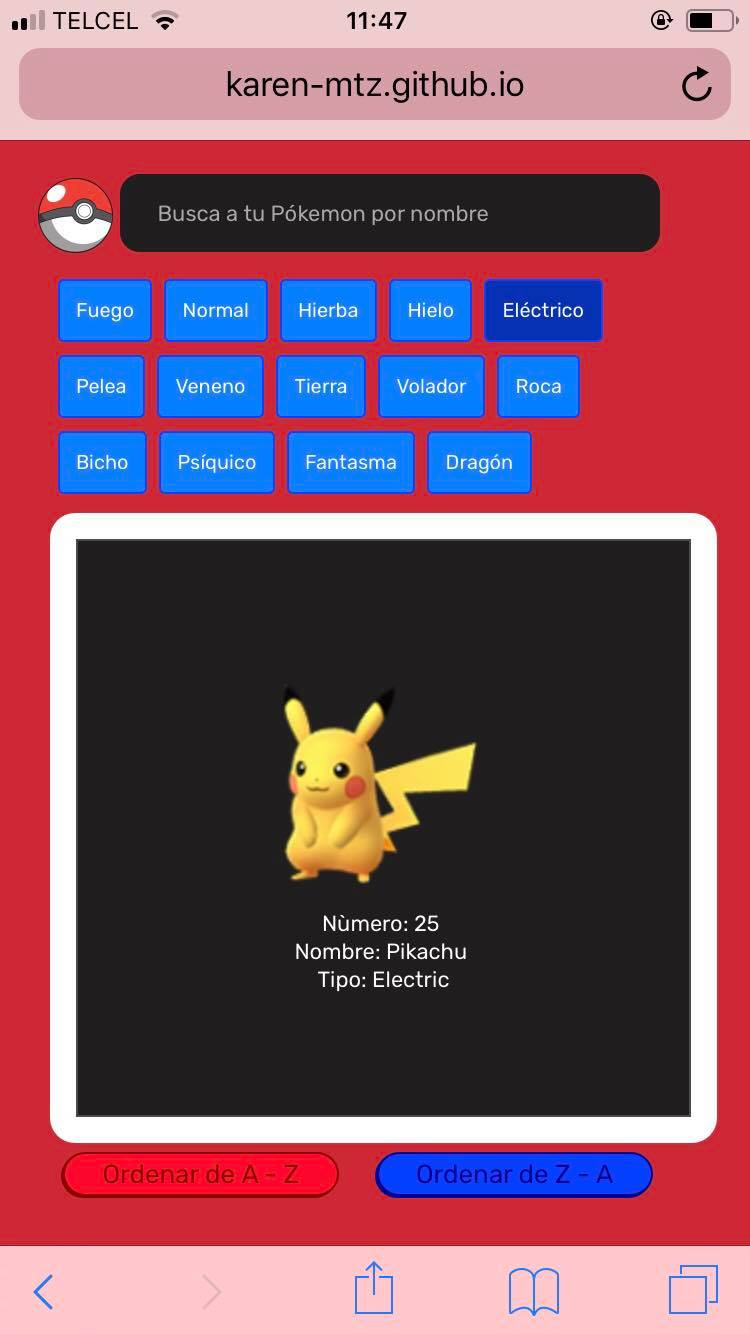 TELCEL 11:47
karen-mtz.github.io
Busca a tu Pókemon por nombre
Fuego Normal Hierba Hielo Eléctrico
Pelea Veneno Tierra Volador Roca
Bicho Psíquico Fantasma Dragón
Nùmero: 25
Nombre: Pikachu
Tipo: Electric
Ordenar de A - Z Ordenar de Z - A